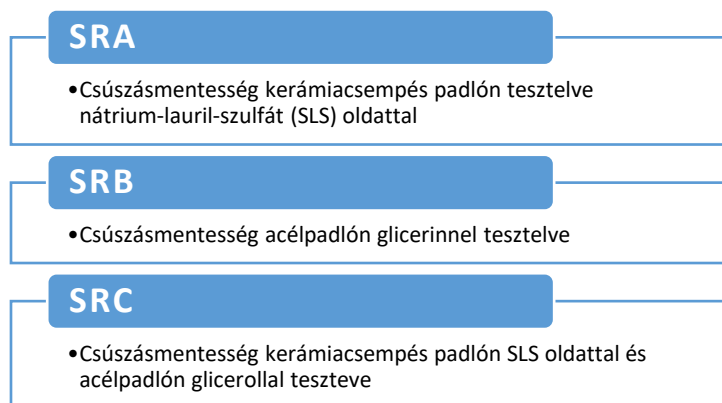 SRA
•Csúszásmentesség kerámiacsempés padlón tesztelve
nátrium-lauril-szulfát (SLS) oldattal
SRB
•Csúszásmentesség acélpadlón glicerinnel tesztelve
SRC
•Csúszásmentesség kerámiacsempés padlón SLS oldattal és
acélpadlón glicerollal teszteve